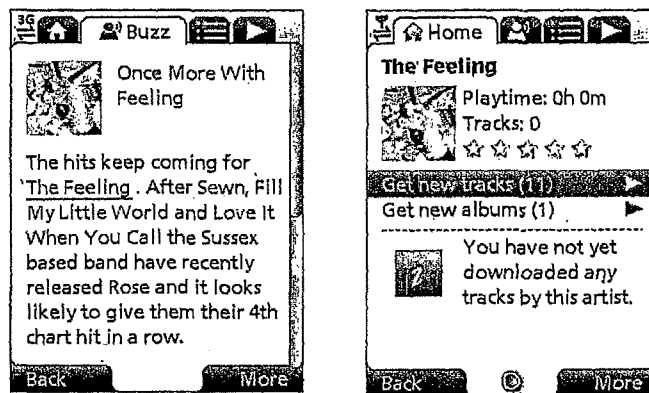 3G
Buzz
Once More With
Feeling
The hits keep coming for
The Feeling . After Sewn, Fill
My Little World and Love It
When You Call the Sussex
based band have recently
released Rose and it looks
likely to give them their 4th
chart hit in a row.
Back More
Home
The Feeling
Playtime: 0h 0m
Tracks: 0
Get new tracks (11)
Get new albums (1)
You have not yet
downloaded any
tracks by this artist.
Back More